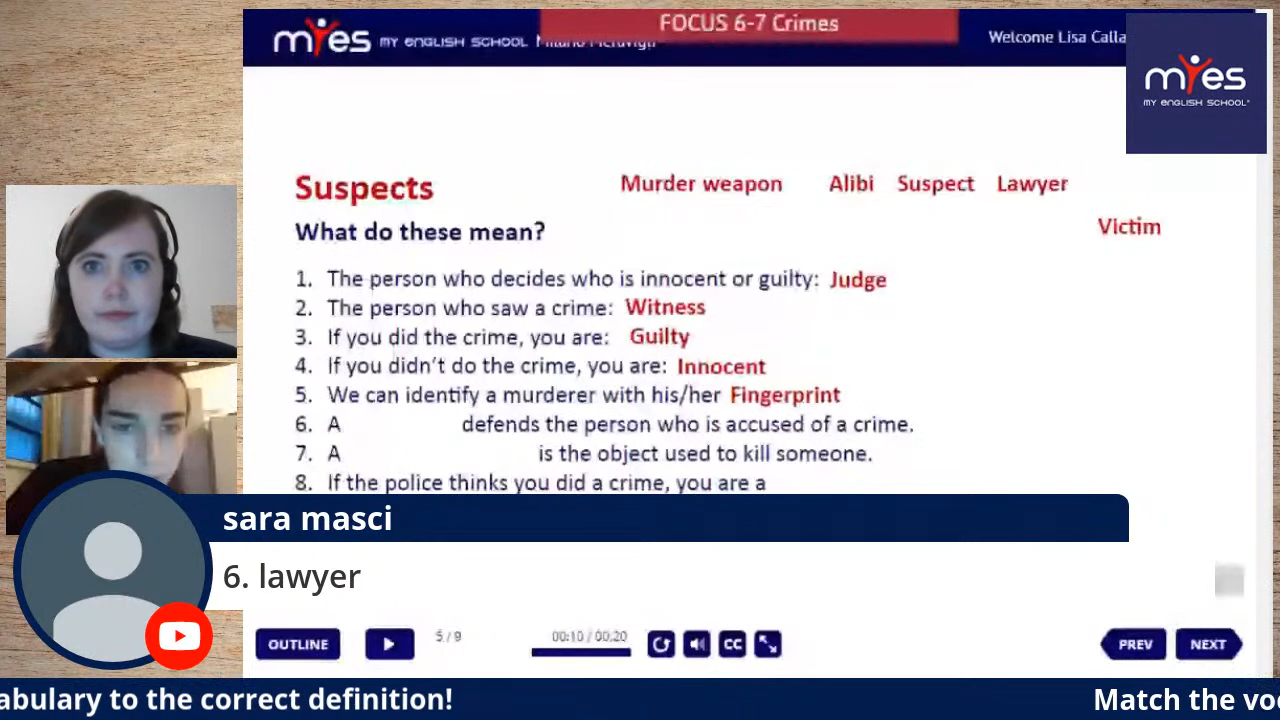 FOCUS 6-7 Crimes
myes MY ENGLISH SCHOOL
Welcome Lisa Calla
myes
MY ENGLISH SCHOOL
Suspects
Murder weapon Alibi Suspect Lawyer
Victim
What do these mean?
1. The person who decides who is innocent or guilty: Judge
2. The person who saw a crime: Witness
3. If you did the crime, you are: Guilty
4. If you didn't do the crime, you are: Innocent
5. We can identify a murderer with his/her Fingerprint
6. A defends the person who is accused of a crime.
7. A is the object used to kill someone.
8. If the police thinks you did a crime, you are a
sara masci
6. lawyer
OUTLINE
5 / 9
00:10 / 00:20
CC
PREV
NEXT
abulary to the correct definition! Match the voc